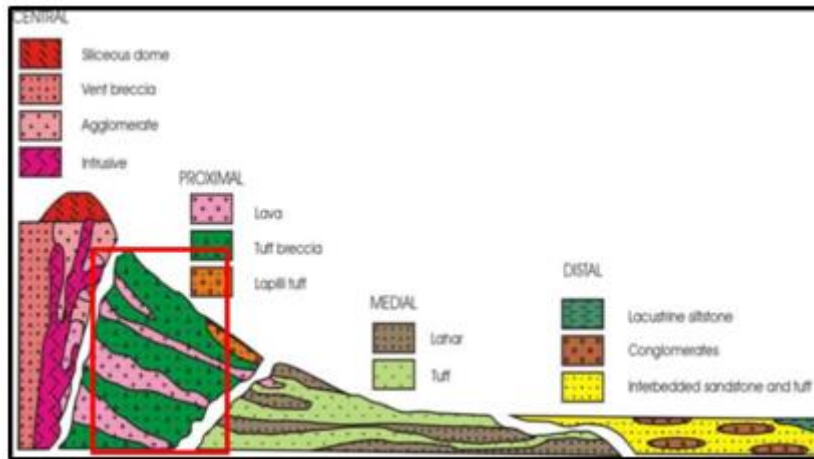 CENTRAL
Siliceous dome
Vent breccia
Agglomerate
Intrusive
PROXIMAL
Lava
Tuff breccia
Lapilli tuff
MEDIAL
Lahar
Tuff
DISTAL
Lacustrine siltstone
Conglomerates
Interbedded sandstone and tuff